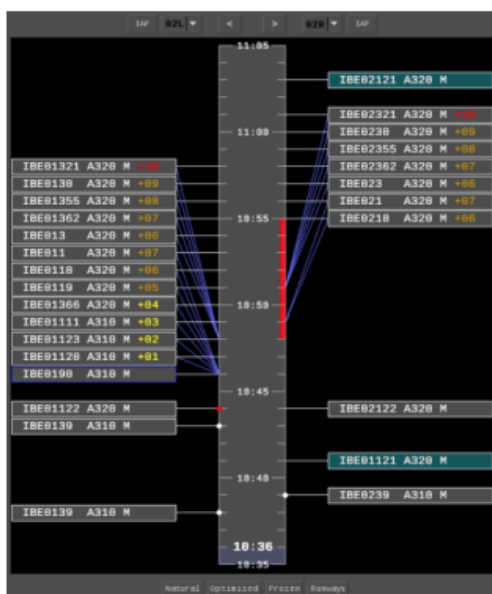 IAF 02L < > 02R IAF
11:05
IBE02121 A320 M
IBE02321 A320 M +10
11:00
IBE0230 A320 M +09
IBE02355 A320 M +08
IBE01321 A320 M +10
IBE02362 A320 M +07
IBE0130 A320 M +09
IBE023 A320 M +06
IBE01355 A320 M +08
IBE021 A320 M +07
IBE01362 A320 M +07
10:55
IBE0218 A320 M +06
IBE013 A320 M +06
IBE011 A320 M +07
IBE0118 A320 M +06
IBE0119 A320 M +05
IBE01366 A320 M +04
10:50
IBE01111 A310 M +03
IBE01123 A310 M +02
IBE01120 A310 M +01
IBE0190 A310 M
10:45
IBE01122 A320 M
IBE02122 A320 M
IBE0139 A310 M
IBE01121 A320 M
10:40
IBE0239 A310 M
IBE0139 A310 M
10:36
10:35
Natural Optimized Frozen Runways